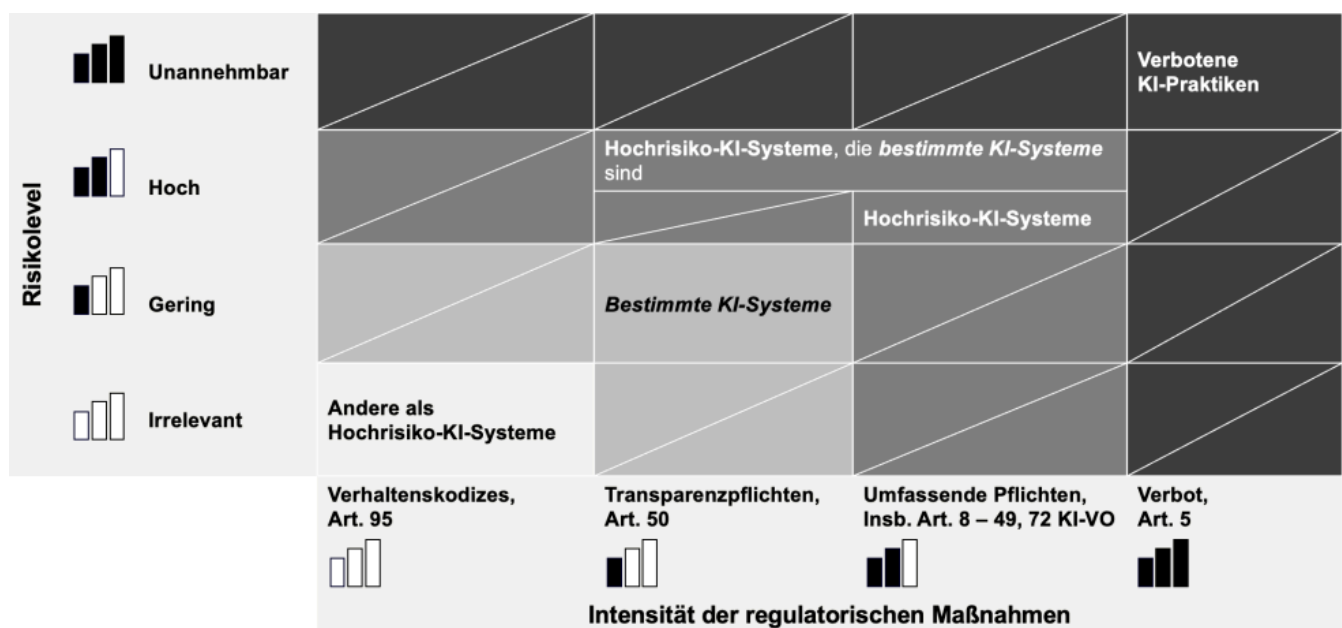 Risikolevel
Unannehmbar
Verbotene
KI-Praktiken
Hoch
Hochrisiko-KI-Systeme, die bestimmte KI-Systeme
sind
Hochrisiko-KI-Systeme
Gering
Bestimmte KI-Systeme
Irrelevant
Andere als
Hochrisiko-KI-Systeme
Verhaltenskodizes,
Art. 95
Transparenzpflichten,
Art. 50
Umfassende Pflichten,
Insb. Art. 8 – 49, 72 KI-VO
Verbot,
Art. 5
Intensität der regulatorischen Maßnahmen